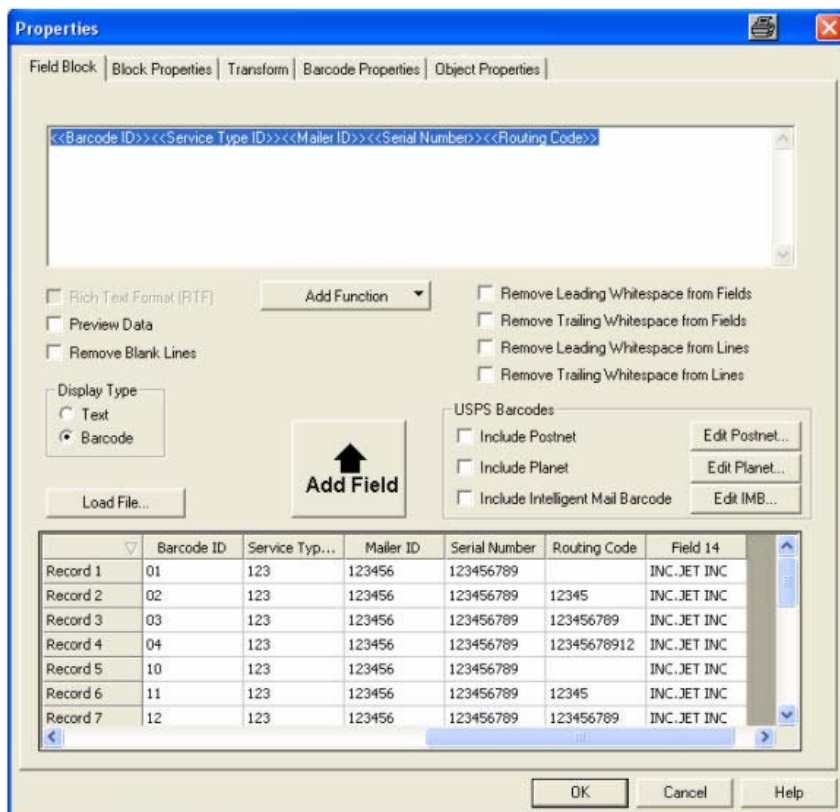 Properties
Field Block Block Properties Transform Barcode Properties Object Properties
<<Barcode ID>><<Service Type ID>><<Mailer ID>><<Serial Number>><<Routing Code>>
Rich Text Format (RTF)
Preview Data
Remove Blank Lines
Add Function
Remove Leading Whitespace from Fields
Remove Trailing Whitespace from Fields
Remove Leading Whitespace from Lines
Remove Trailing Whitespace from Lines
Display Type
Text
Barcode
Load File...
Add Field
USPS Barcodes
Include Postnet Edit Postnet...
Include Planet Edit Planet...
Include Intelligent Mail Barcode Edit IMB...
Barcode ID Service Typ... Mailer ID Serial Number Routing Code Field 14
Record 1 01 123 123456 123456789 INC.JET INC
Record 2 02 123 123456 123456789 12345 INC.JET INC
Record 3 03 123 123456 123456789 123456789 INC.JET INC
Record 4 04 123 123456 123456789 12345678912 INC.JET INC
Record 5 10 123 123456 123456789 INC.JET INC
Record 6 11 123 123456 123456789 12345 INC.JET INC
Record 7 12 123 123456 123456789 123456789 INC.JET INC
OK Cancel Help